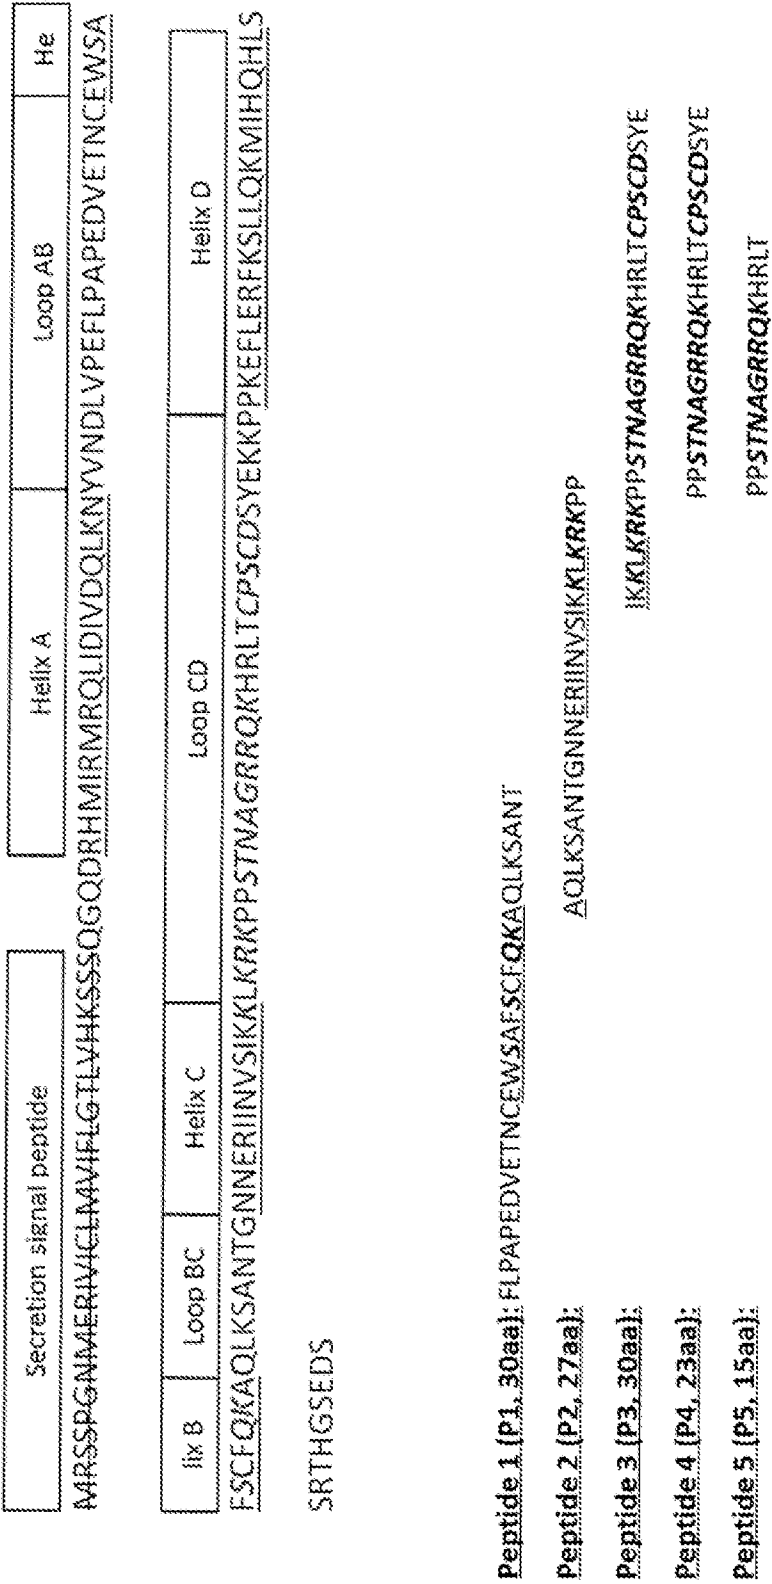 Secretion signal peptide Helix A Loop AB He
MRSSPGNMERIVICLMVIFLGTLVHKSSSQGQDRHMIRMRQLIDIVDQLKNYVNDLVPEFLPAPEDVETNCEWSA
lix B Loop BC Helix C Loop CD Helix D
FSCFQKAQLKSANTGNNERIINVSIKKLKRKPPSTNAGRRQKHRLTCPSCDSYEKKPPKEFLERFKSLLQKMIHQHLS
SRTHGSEDS
Peptide 1 (P1, 30aa): FLPAPEDVETNCEWSAFSCFQKAQLKSANT
Peptide 2 (P2, 27aa): AQLKSANTGNNERIINVSIKKLKRKPP
Peptide 3 (P3, 30aa): IKKLKRKPPSTNAGRRQKHRLTCPSCDSYE
Peptide 4 (P4, 23aa): PPSTNAGRRQKHRLTCPSCDSYE
Peptide 5 (P5, 15aa): PPSTNAGRRQKHRLT